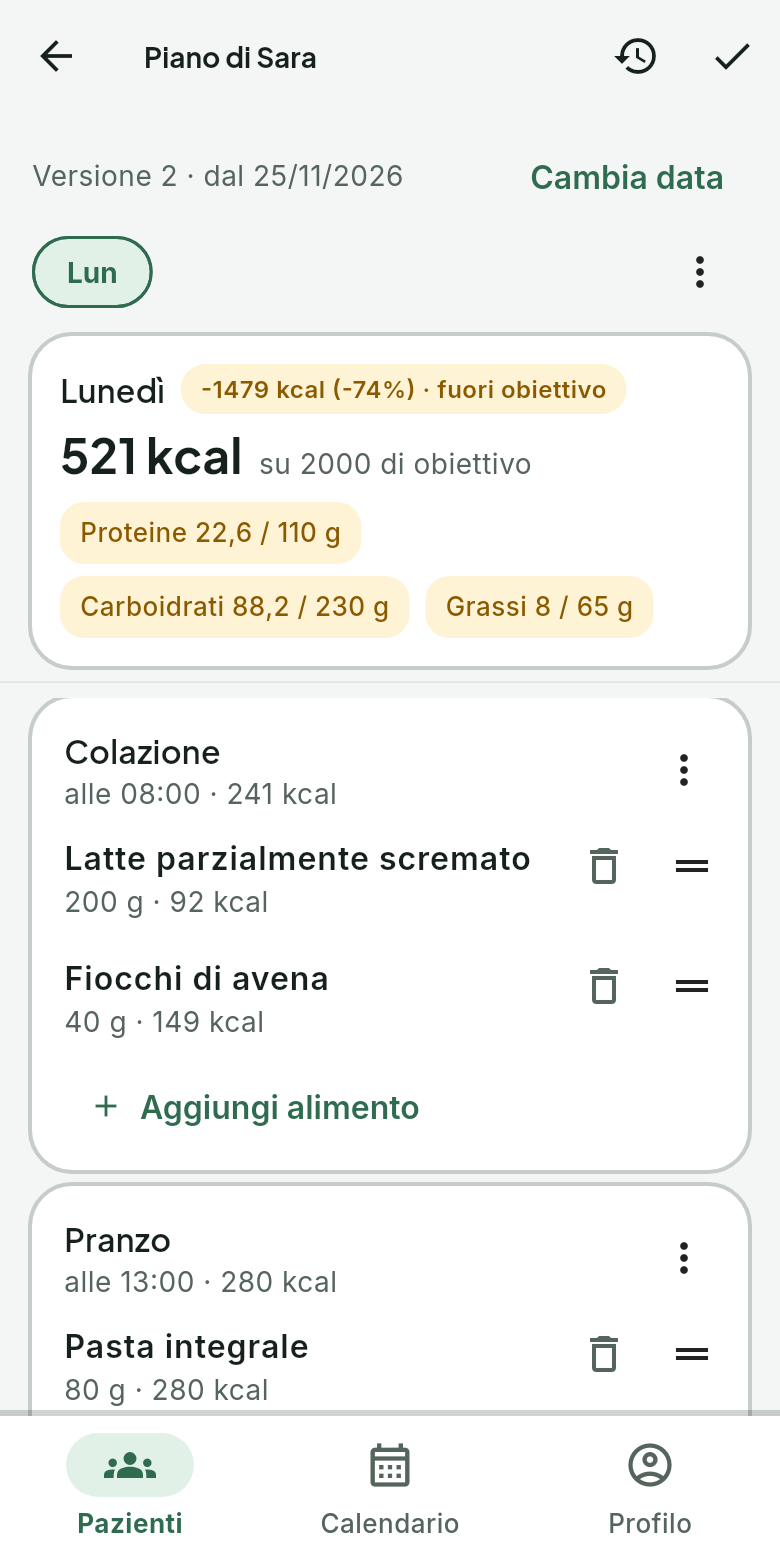 Piano di Sara
Versione 2 · dal 25/11/2026
Cambia data
Lun
Lunedì
-1479 kcal (-74%) · fuori obiettivo
521 kcal su 2000 di obiettivo
Proteine 22,6 / 110 g
Carboidrati 88,2 / 230 g
Grassi 8 / 65 g
Colazione
alle 08:00 · 241 kcal
Latte parzialmente scremato
200 g · 92 kcal
Fiocchi di avena
40 g · 149 kcal
Aggiungi alimento
Pranzo
alle 13:00 · 280 kcal
Pasta integrale
80 g · 280 kcal
Pazienti
Calendario
Profilo